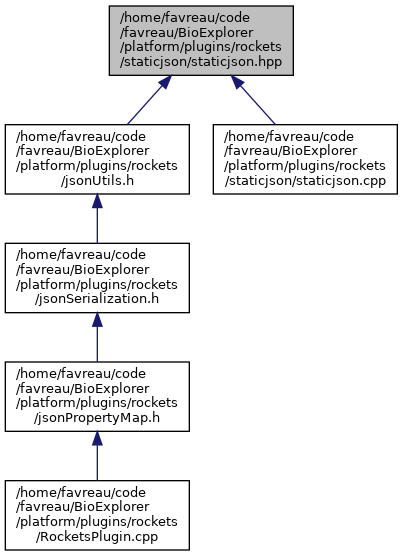 /home/favreau/code
/favreau/BioExplorer
/platform/plugins/rockets
/staticjson/staticjson.hpp
/home/favreau/code
/favreau/BioExplorer
/platform/plugins/rockets
/jsonUtils.h
/home/favreau/code
/favreau/BioExplorer
/platform/plugins/rockets
/staticjson/staticjson.cpp
/home/favreau/code
/favreau/BioExplorer
/platform/plugins/rockets
/jsonSerialization.h
/home/favreau/code
/favreau/BioExplorer
/platform/plugins/rockets
/jsonPropertyMap.h
/home/favreau/code
/favreau/BioExplorer
/platform/plugins/rockets
/RocketsPlugin.cpp